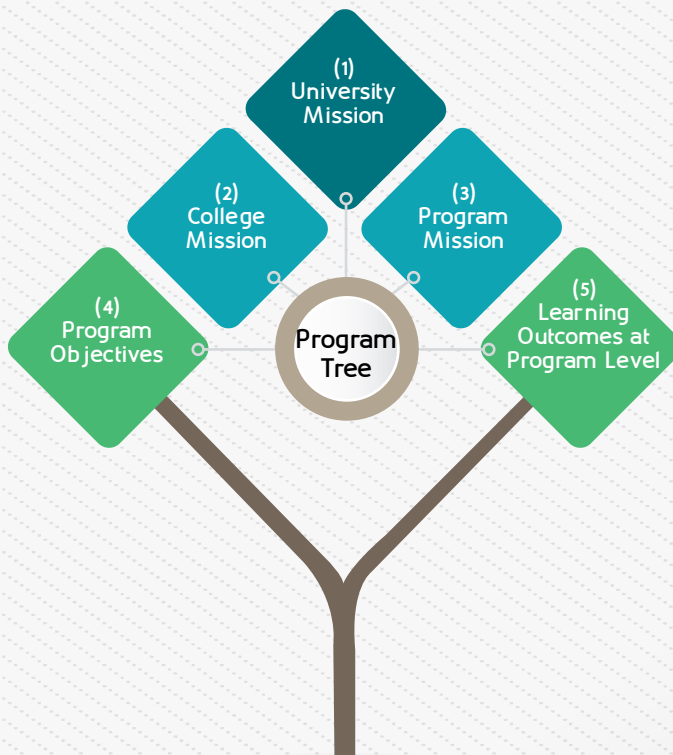 (1)
University
Mission
(2)
College
Mission
(3)
Program
Mission
(4)
Program
Objectives
(5)
Learning
Outcomes at
Program Level
Program
Tree